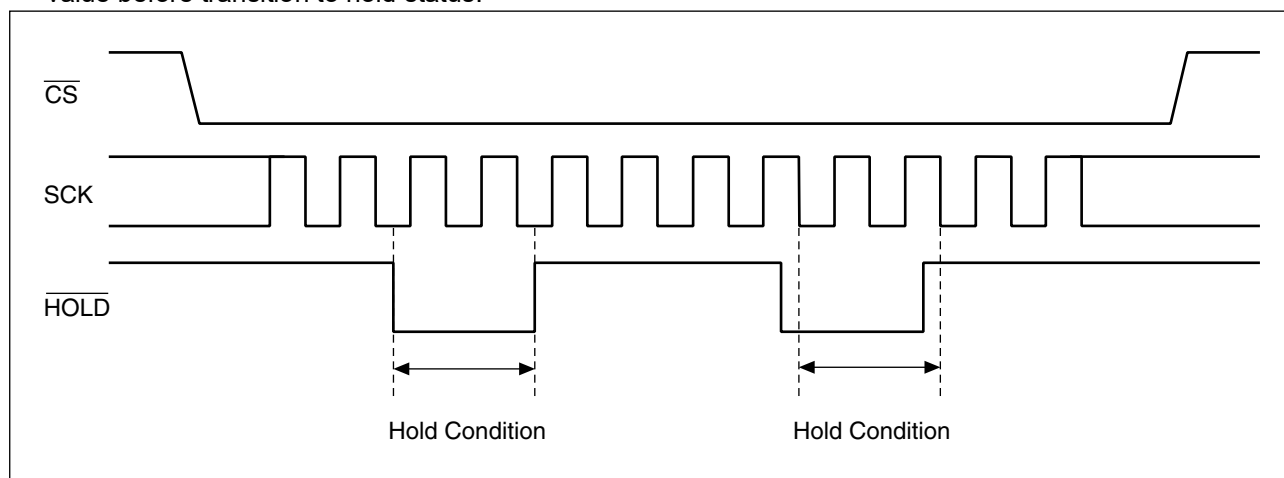 value before transition to hold status.
CS
SCK
HOLD
Hold Condition Hold Condition